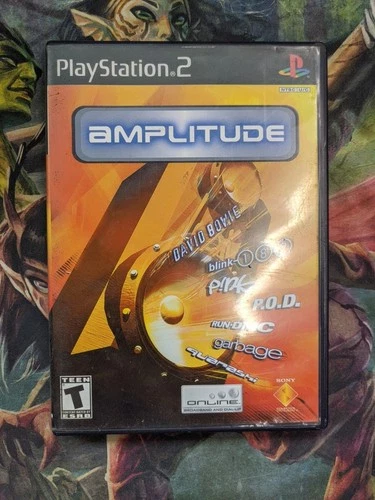 PlayStation®2
AMPLITUDE
DAVID BOWIE
blink-182
P!NK
P.O.D.
RUN-DMC
garbage
TEEN
T
ESRB
SONY
ONLINE